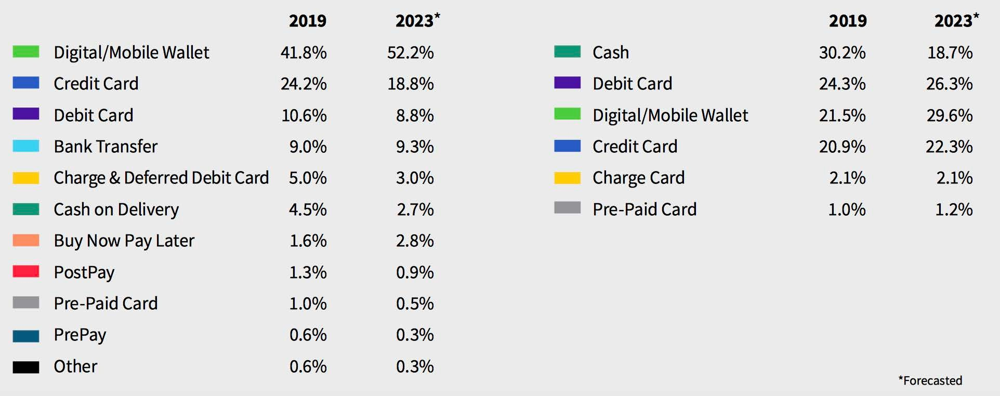 2019 2023*
Digital/Mobile Wallet 41.8% 52.2%
Credit Card 24.2% 18.8%
Debit Card 10.6% 8.8%
Bank Transfer 9.0% 9.3%
Charge & Deferred Debit Card 5.0% 3.0%
Cash on Delivery 4.5% 2.7%
Buy Now Pay Later 1.6% 2.8%
PostPay 1.3% 0.9%
Pre-Paid Card 1.0% 0.5%
PrePay 0.6% 0.3%
Other 0.6% 0.3%
2019 2023*
Cash 30.2% 18.7%
Debit Card 24.3% 26.3%
Digital/Mobile Wallet 21.5% 29.6%
Credit Card 20.9% 22.3%
Charge Card 2.1% 2.1%
Pre-Paid Card 1.0% 1.2%
*Forecasted